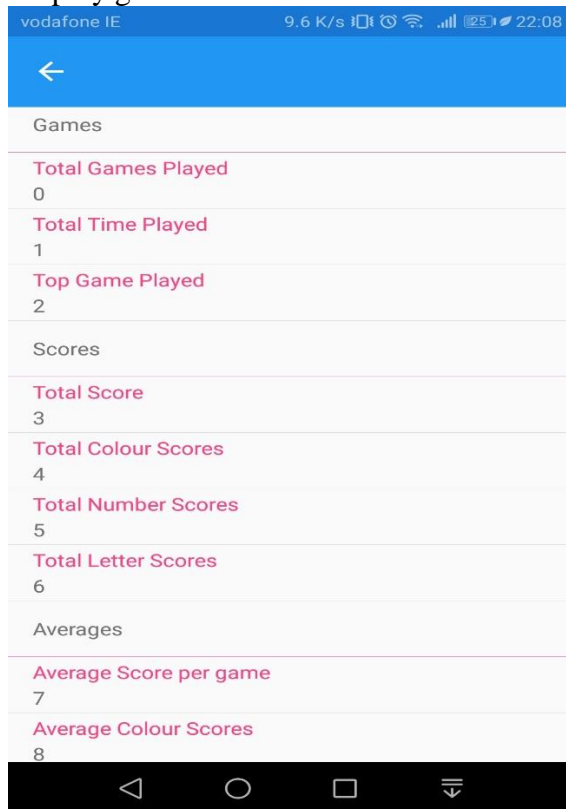 vodafone IE 9.6 K/s 25 22:08
Games
Total Games Played
0
Total Time Played
1
Top Game Played
2
Scores
Total Score
3
Total Colour Scores
4
Total Number Scores
5
Total Letter Scores
6
Averages
Average Score per game
7
Average Colour Scores
8